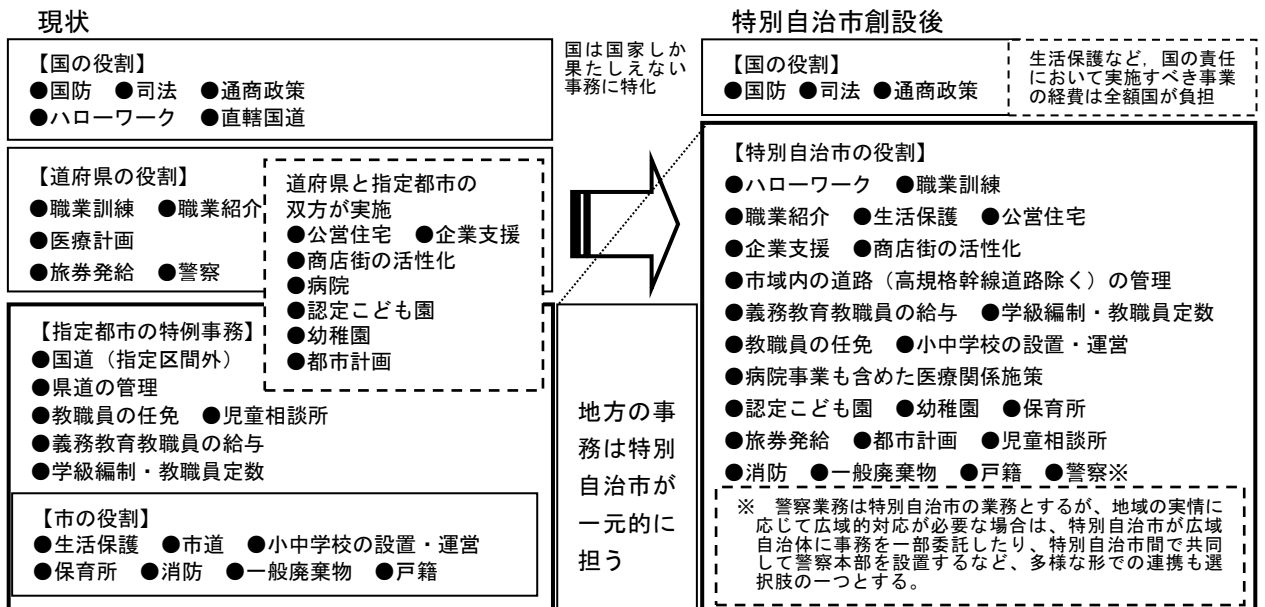 現状
【国の役割】
●国防 ●司法 ●通商政策
●ハローワーク ●直轄国道
【道府県の役割】
●職業訓練 ●職業紹介
●医療計画
●旅券発給 ●警察
道府県と指定都市の
双方が実施
●公営住宅 ●企業支援
●商店街の活性化
●病院
●認定こども園
●幼稚園
●都市計画
【指定都市の特例事務】
●国道（指定区間外）
●県道の管理
●教職員の任免 ●児童相談所
●義務教育教職員の給与
●学級編制・教職員定数
【市の役割】
●生活保護 ●市道 ●小中学校の設置・運営
●保育所 ●消防 ●一般廃棄物 ●戸籍
国は国家しか
果たしえない
事務に特化
地方の事
務は特別
自治市が
一元的に
担う
特別自治市創設後
【国の役割】
●国防 ●司法 ●通商政策
生活保護など，国の責任
において実施すべき事業
の経費は全額国が負担
【特別自治市の役割】
●ハローワーク ●職業訓練
●職業紹介 ●生活保護 ●公営住宅
●企業支援 ●商店街の活性化
●市域内の道路（高規格幹線道路除く）の管理
●義務教育教職員の給与 ●学級編制・教職員定数
●教職員の任免 ●小中学校の設置・運営
●病院事業も含めた医療関係施策
●認定こども園 ●幼稚園 ●保育所
●旅券発給 ●都市計画 ●児童相談所
●消防 ●一般廃棄物 ●戸籍 ●警察※
※ 警察業務は特別自治市の業務とするが、地域の実情に
応じて広域的対応が必要な場合は、特別自治市が広域
自治体に事務を一部委託したり、特別自治市間で共同
して警察本部を設置するなど、多様な形での連携も選
択肢の一つとする。